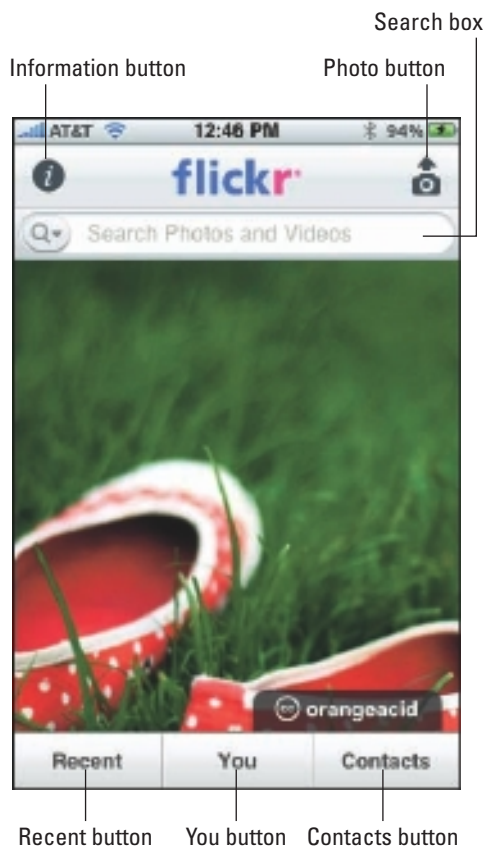 Search box
Information button
Photo button
AT&T 12:46 PM 94%
flickr
Search Photos and Videos
orangeacid
Recent
You
Contacts
Recent button
You button
Contacts button